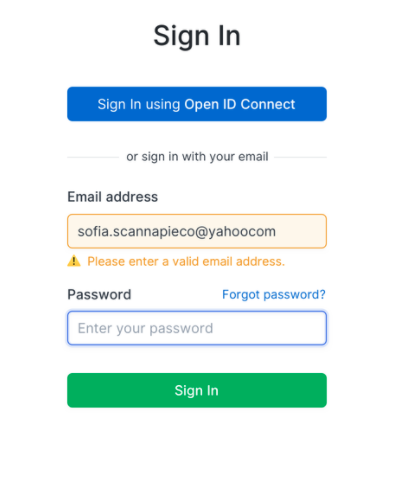 Sign In
Sign In using Open ID Connect
or sign in with your email
Email address
sofia.scannapieco@yahoocom
Please enter a valid email address.
Password Forgot password?
Enter your password
Sign In